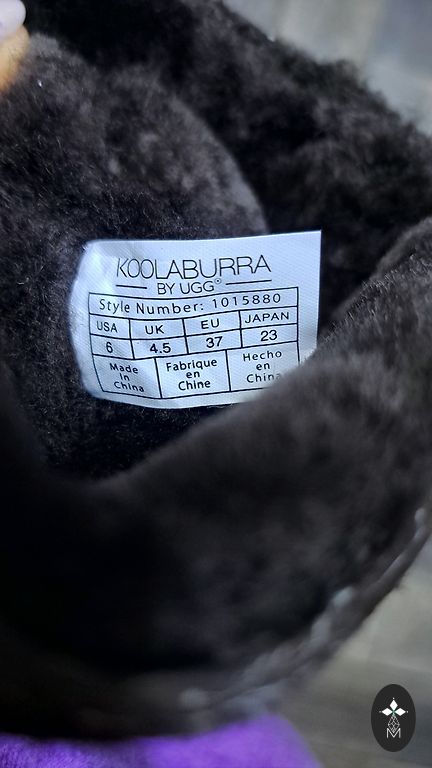 KOOLABURRA
BY UGG®
Style Number: 1015880
USA UK EU JAPAN
6 4.5 37 23
Made in China Fabrique en Chine Hecho en China
M